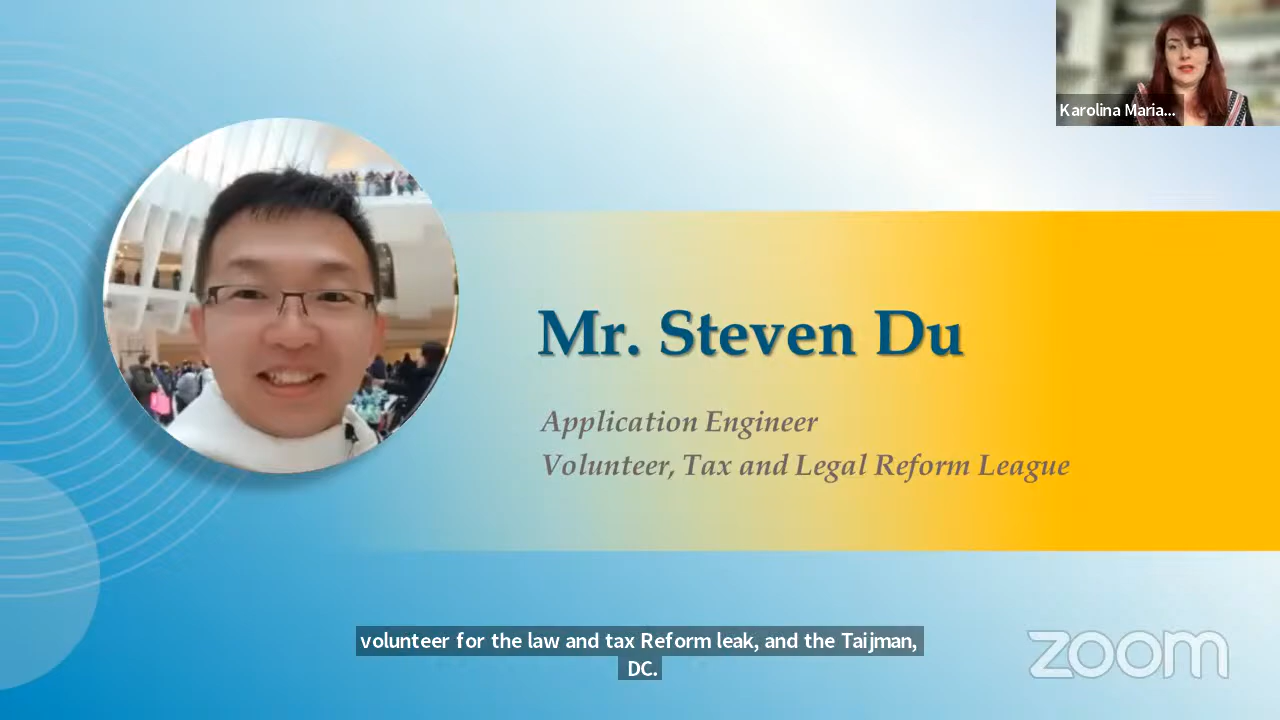 Karolina Maria...
Mr. Steven Du
Application Engineer
Volunteer, Tax and Legal Reform League
volunteer for the law and tax Reform leak, and the Taijman,
DC.
zoom